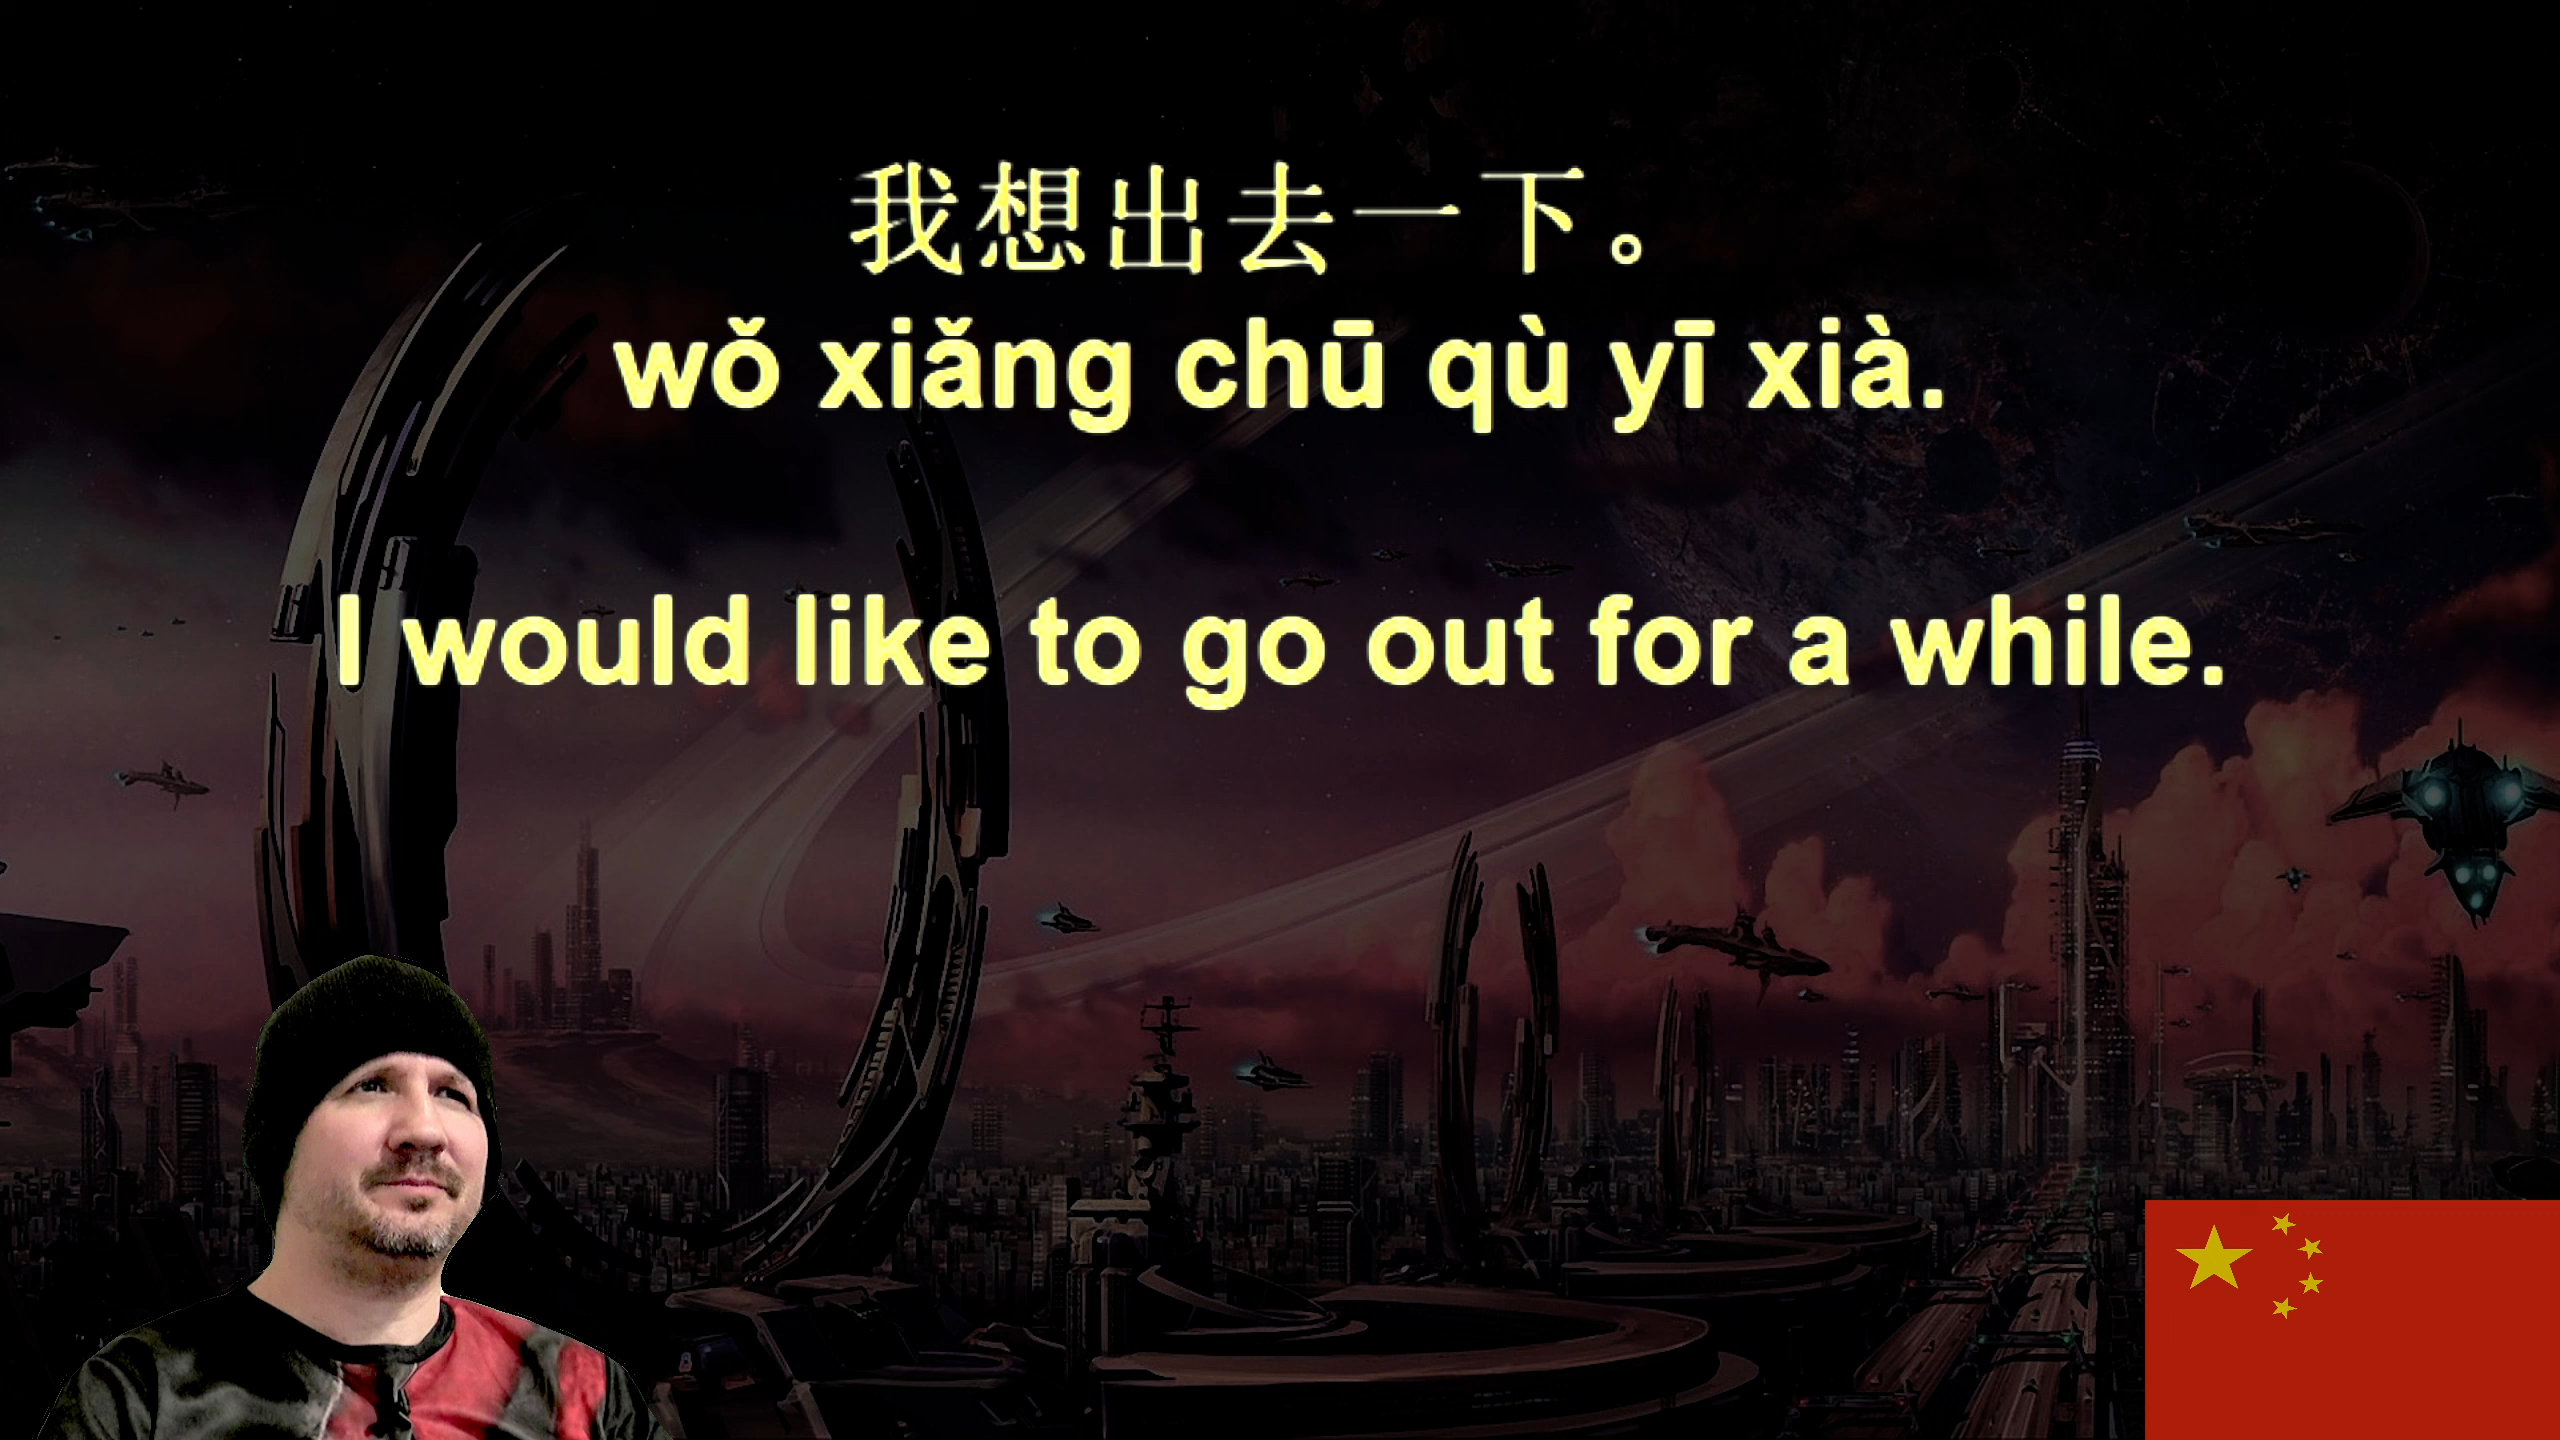 我想出去一下。
wǒ xiǎng chū qù yī xià.
I would like to go out for a while.